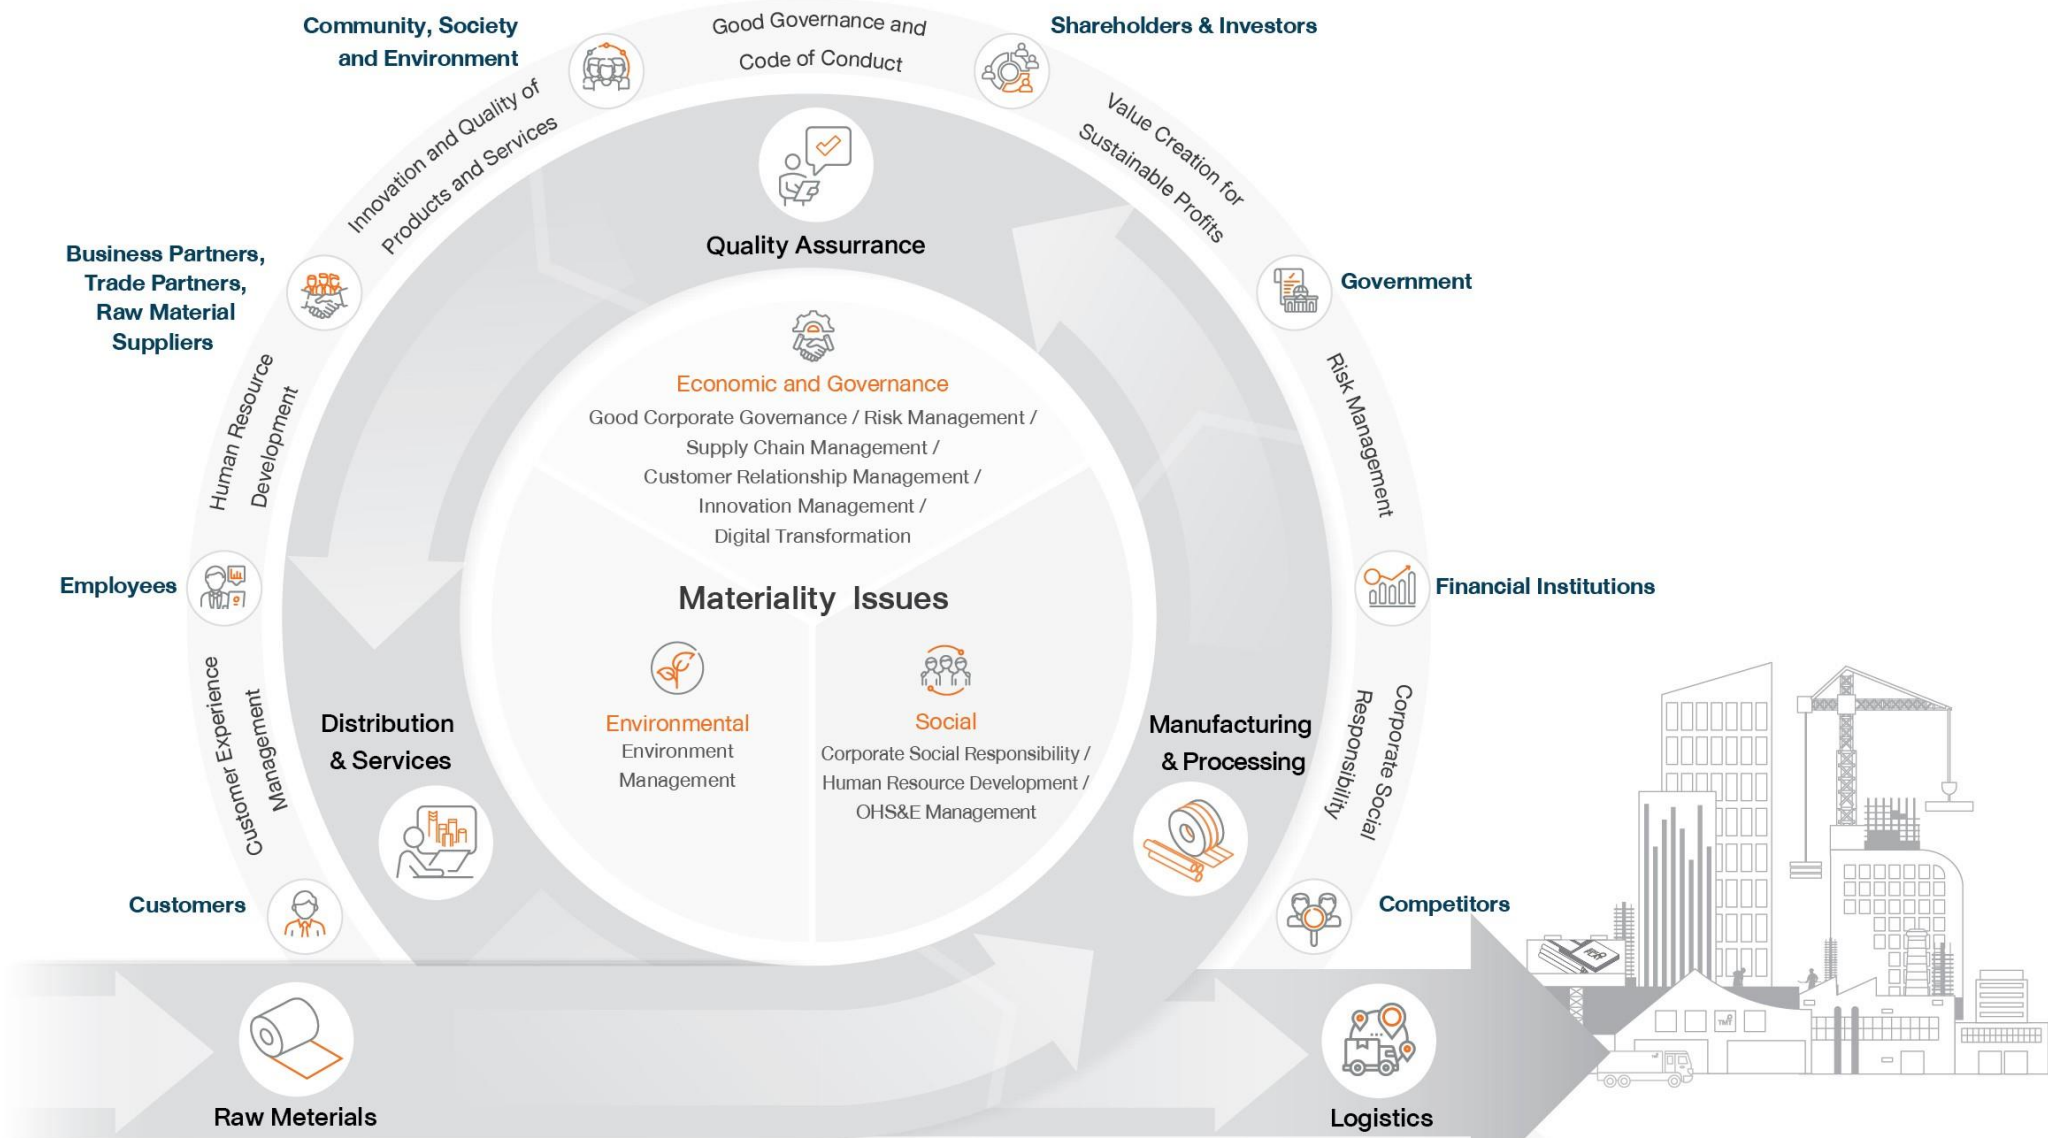 Community, Society
and Environment
Good Governance and
Code of Conduct
Shareholders & Investors
Innovation and Quality of
Products and Services
Value Creation for
Sustainable Profits
Quality Assurrance
Business Partners,
Trade Partners,
Raw Material
Suppliers
Government
Human Resource
Development
Risk Management
Economic and Governance
Good Corporate Governance / Risk Management /
Supply Chain Management /
Customer Relationship Management /
Innovation Management /
Digital Transformation
Employees
Financial Institutions
Materiality Issues
Customer Experience
Management
Corporate Social
Responsibility
Distribution
& Services
Environmental
Environment
Management
Social
Corporate Social Responsibility /
Human Resource Development /
OHS&E Management
Manufacturing
& Processing
Customers
Competitors
Raw Meterials
Logistics
TMT